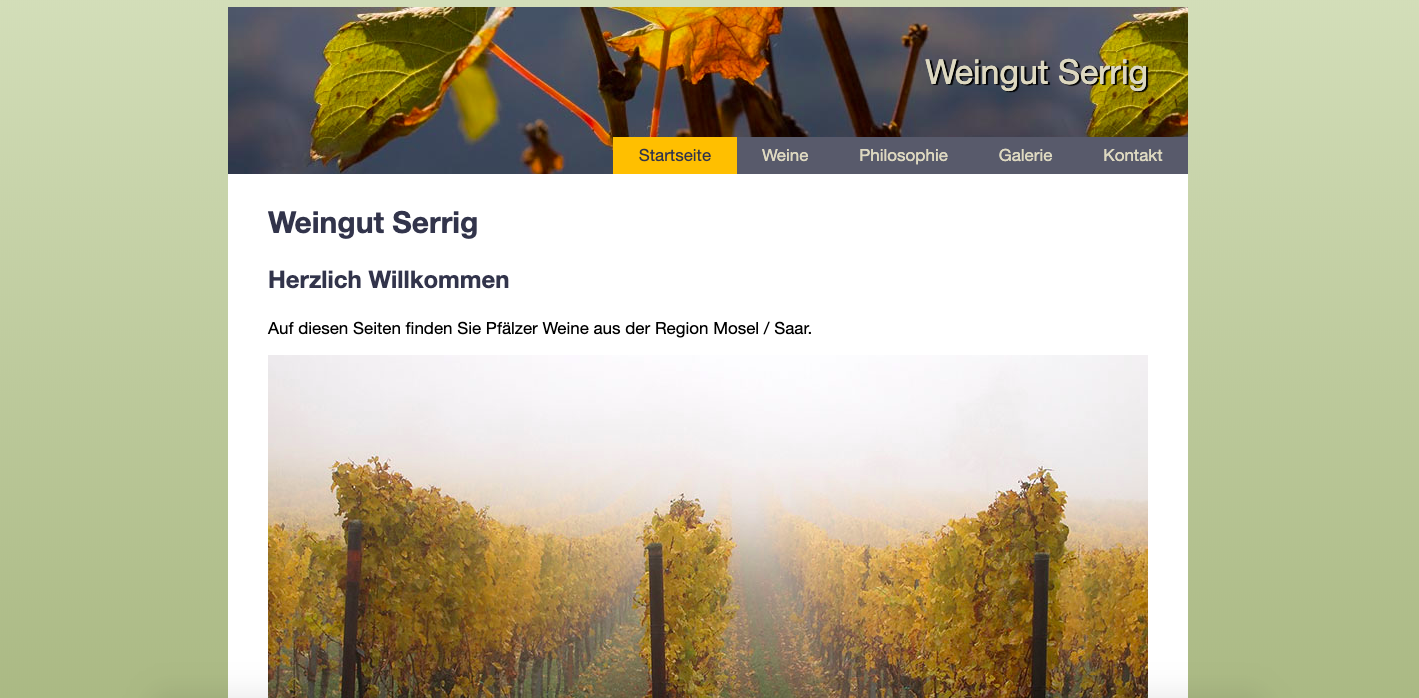 Weingut Serrig
Startseite Weine Philosophie Galerie Kontakt
Weingut Serrig
Herzlich Willkommen
Auf diesen Seiten finden Sie Pfälzer Weine aus der Region Mosel / Saar.